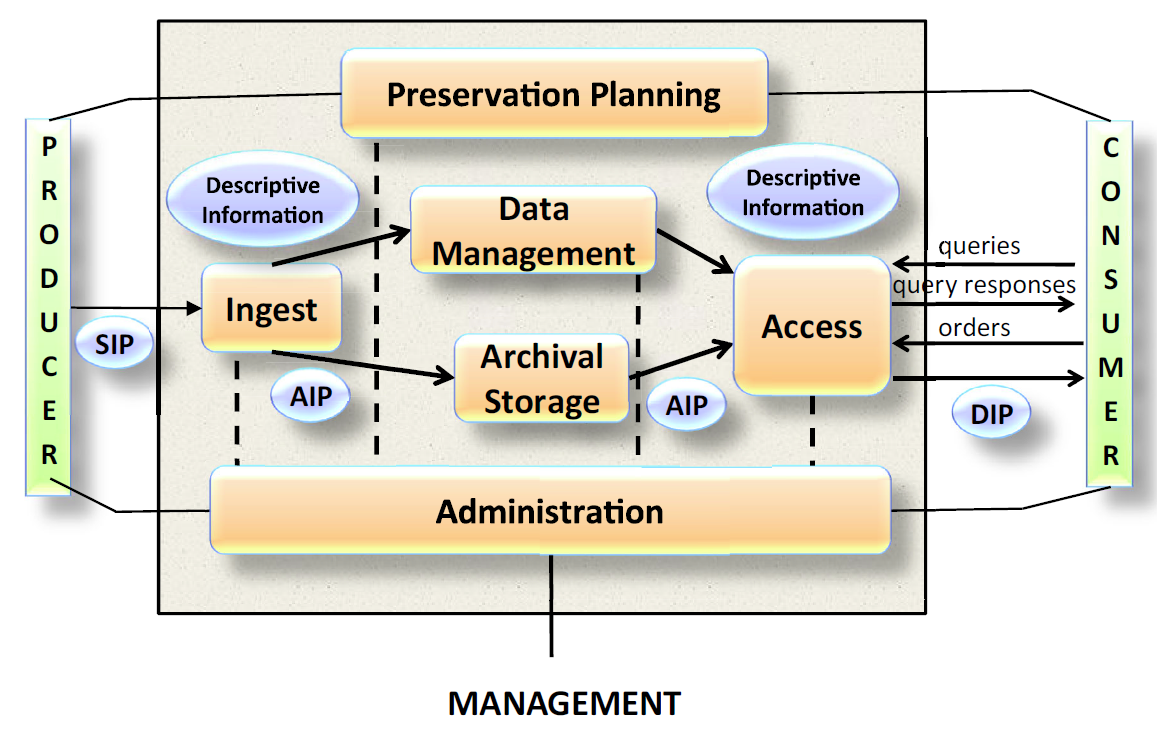 Preservation Planning
PRODUCER
CONSUMER
Descriptive
Information
Descriptive
Information
Data
Management
queries
query responses
Ingest
Access
orders
SIP
Archival
Storage
AIP
AIP
DIP
Administration
MANAGEMENT